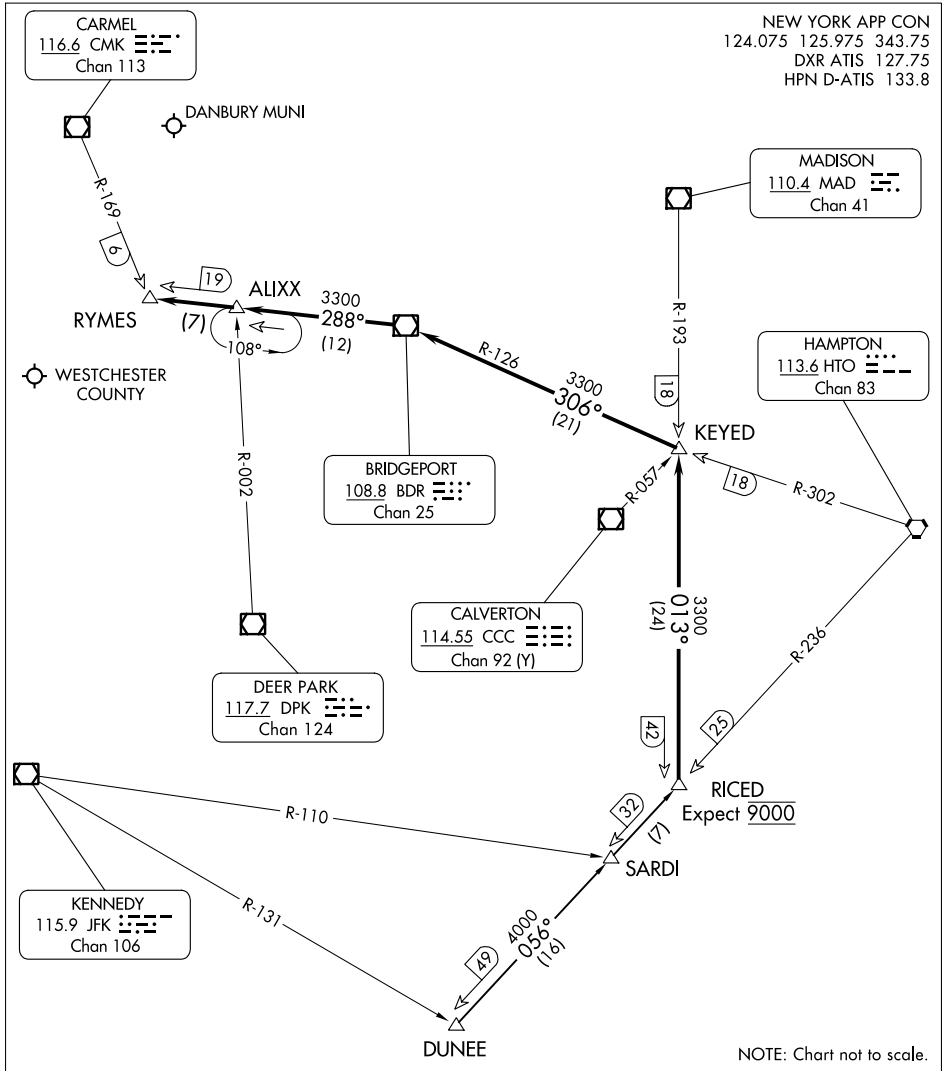 CARMEL
116.6 CMK
Chan 113
NEW YORK APP CON
124.075 125.975 343.75
DXR ATIS 127.75
HPN D-ATIS 133.8
DANBURY MUNI
MADISON
110.4 MAD
Chan 41
R-169
6
19
ALIXX
RYMES
(7)
3300
288°
(12)
108°
R-126
3300
306°
(21)
R-193
18
HAMPTON
113.6 HTO
Chan 83
WESTCHESTER
COUNTY
KEYED
R-002
BRIDGEPORT
108.8 BDR
Chan 25
R-057
18
R-302
CALVERTON
114.55 CCC
Chan 92 (Y)
3300
013°
(24)
R-236
DEER PARK
117.7 DPK
Chan 124
42
25
RICED
Expect 9000
R-110
32
(7)
SARDI
KENNEDY
115.9 JFK
Chan 106
R-131
4000
056°
(16)
49
DUNEE
NOTE: Chart not to scale.